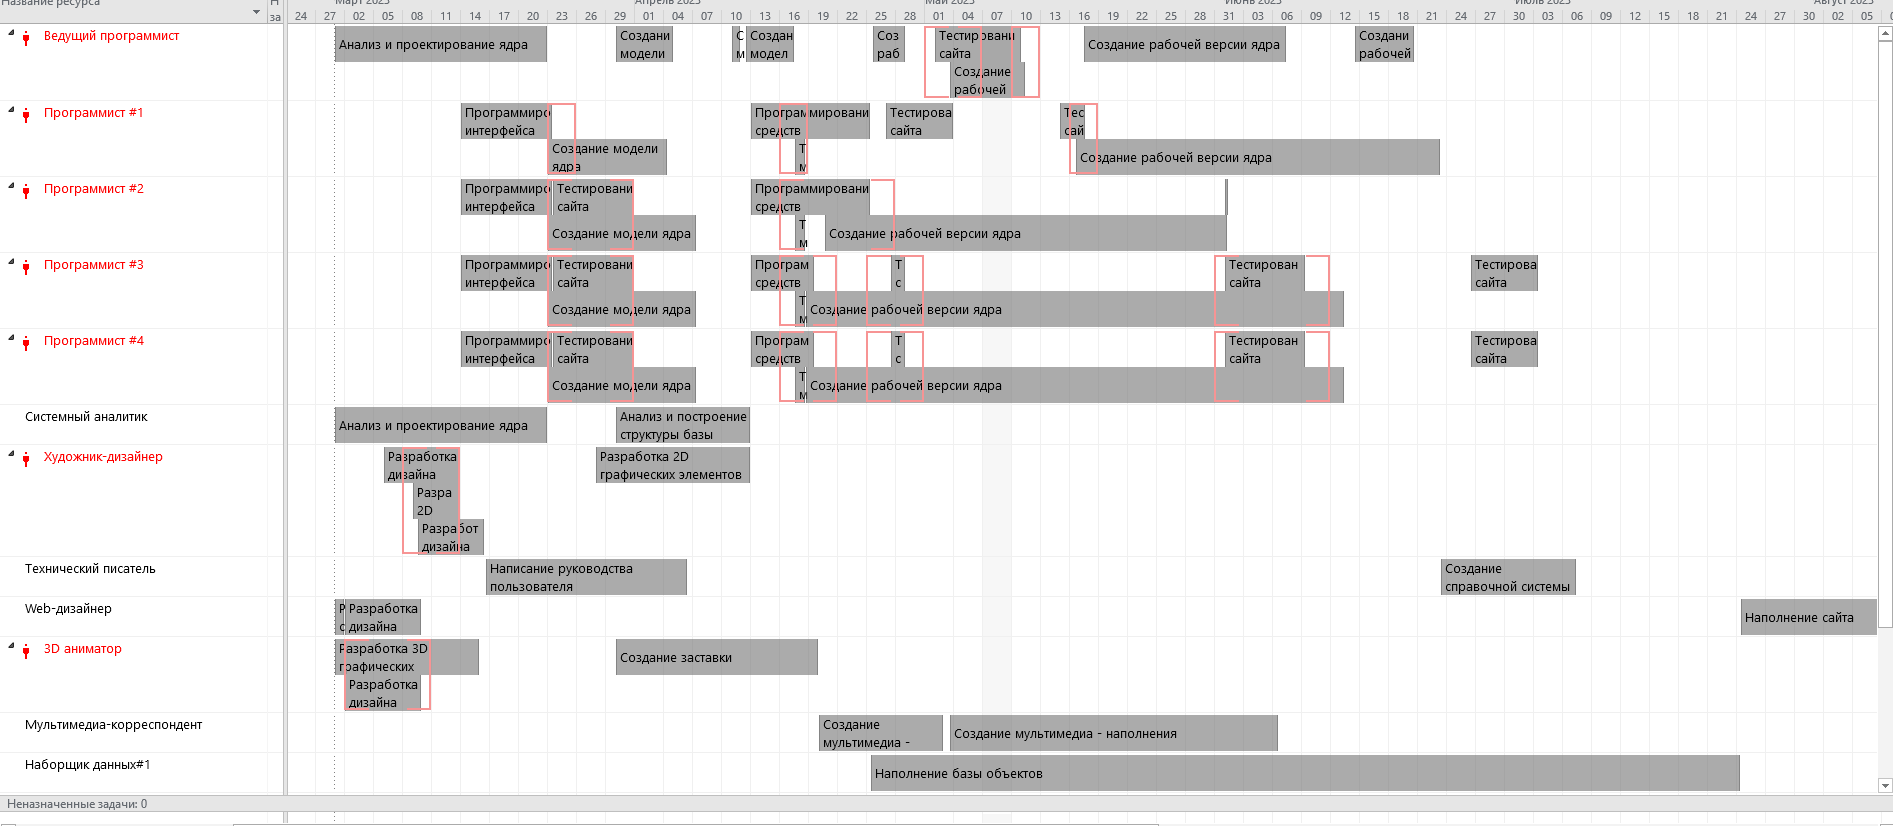 Название ресурса
Н
за
Март 2023
Апрель 2023
Май 2023
Июнь 2023
Июль 2023
Август 2023
24 27 02 05 08 11 14 17 20 23 26 29 01 04 07 10 13 16 19 22 25 28 01 04 07 10 13 16 19 22 25 28 31 03 06 09 12 15 18 21 24 27 30 03 06 09 12 15 18 21 24 27 30 02 05
Ведущий программист
Анализ и проектирование ядра
Создани
модели
С
м
Создан
модел
Соз
раб
Тестировани
сайта
Создание
рабочей
Создание рабочей версии ядра
Создани
рабочей
Программист #1
Программирс
интерфейса
Создание модели
ядра
Программировани
средств
Т
м
Тестирова
сайта
Тес
сай
Создание рабочей версии ядра
Программист #2
Программирс
интерфейса
Тестировани
сайта
Создание модели ядра
Программировани
средств
Т
м
Создание рабочей версии ядра
Программист #3
Программирс
интерфейса
Тестировани
сайта
Создание модели ядра
Програм
средств
Т
м
Т
с
Создание рабочей версии ядра
Тестирован
сайта
Тестирова
сайта
Программист #4
Программирс
интерфейса
Тестировани
сайта
Создание модели ядра
Програм
средств
Т
м
Т
с
Создание рабочей версии ядра
Тестирован
сайта
Тестирова
сайта
Системный аналитик
Анализ и проектирование ядра
Анализ и построение
структуры базы
Художник-дизайнер
Разработка
дизайна
Разра
2D
Разработ
дизайна
Разработка 2D
графических элементов
Технический писатель
Написание руководства
пользователя
Создание
справочной системы
Web-дизайнер
Р
с
Разработка
дизайна
Наполнение сайта
3D аниматор
Разработка 3D
графических
Разработка
дизайна
Создание заставки
Мультимедиа-корреспондент
Создание
мультимедиа -
Создание мультимедиа - наполнения
Наборщик данных#1
Наполнение базы объектов
Неназначенные задачи: 0